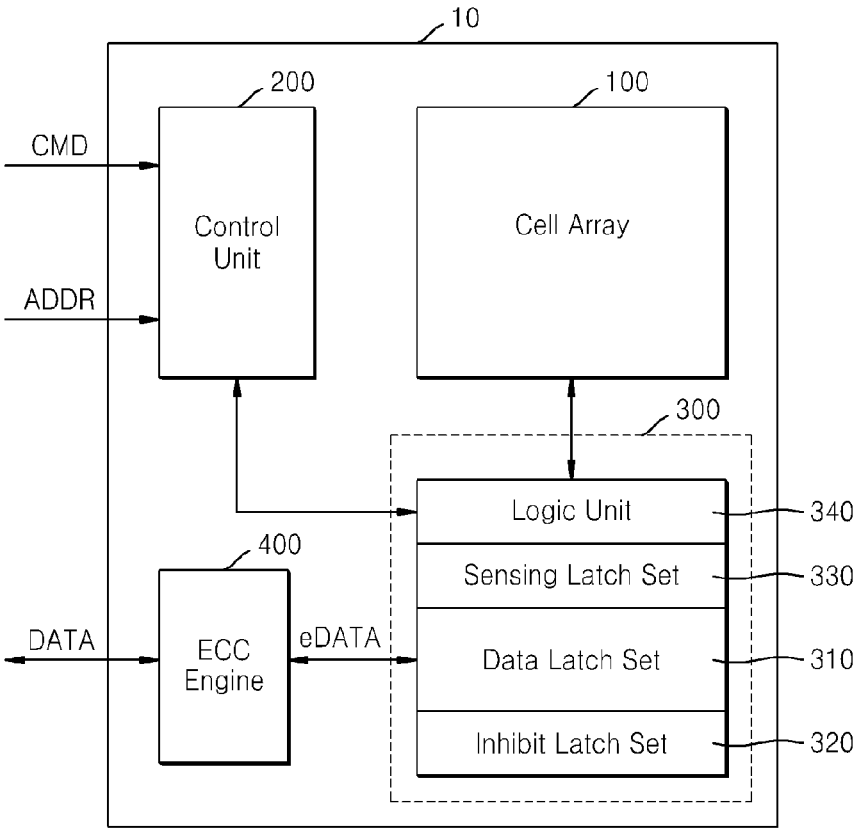 10
200
100
CMD
Control
Unit
Cell Array
ADDR
300
Logic Unit
340
400
Sensing Latch Set
330
DATA
ECC
Engine
eDATA
Data Latch Set
310
Inhibit Latch Set
320